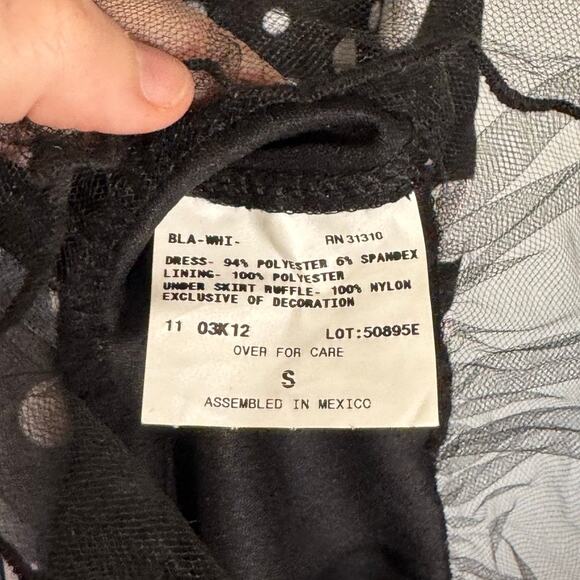 BLA-WHI- RN 31310
DRESS- 94% POLYESTER 6% SPANDEX
LINING- 100% POLYESTER
UNDER SKIRT RUFFLE- 100% NYLON
EXCLUSIVE OF DECORATION
11 03X12 LOT:50895E
OVER FOR CARE
S
ASSEMBLED IN MEXICO